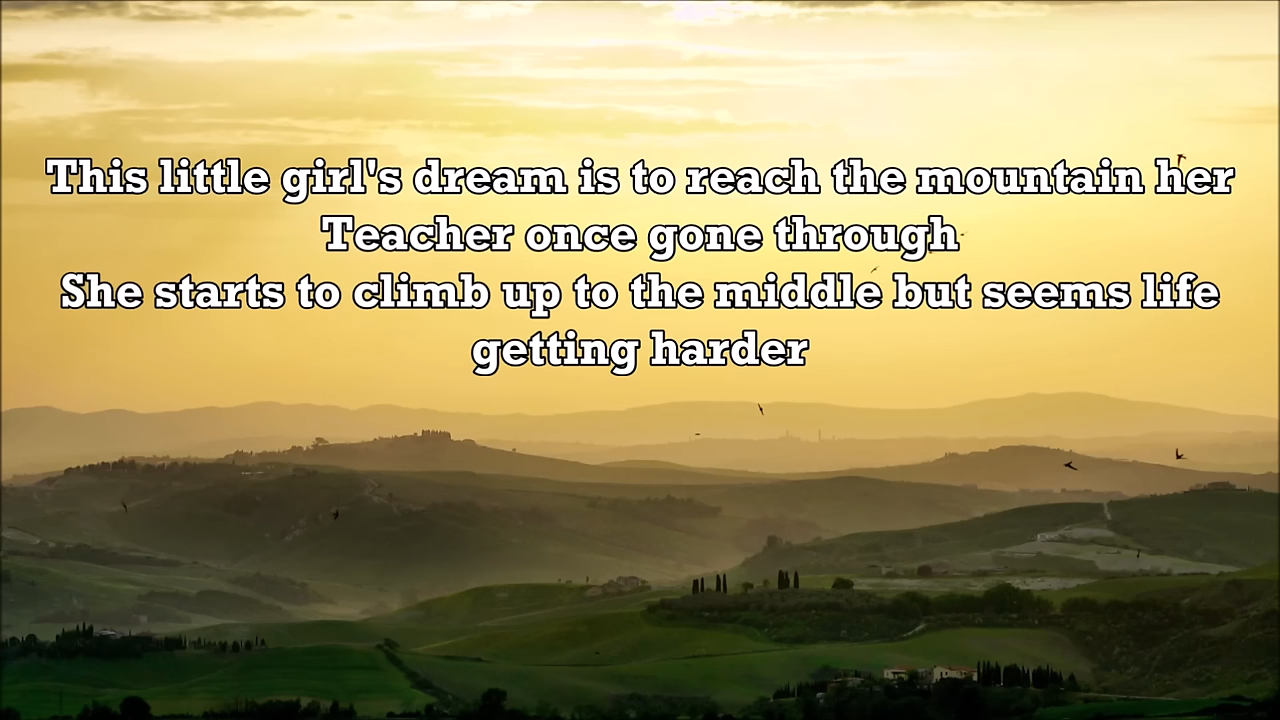 This little girl's dream is to reach the mountain her
Teacher once gone through
She starts to climb up to the middle but seems life
getting harder